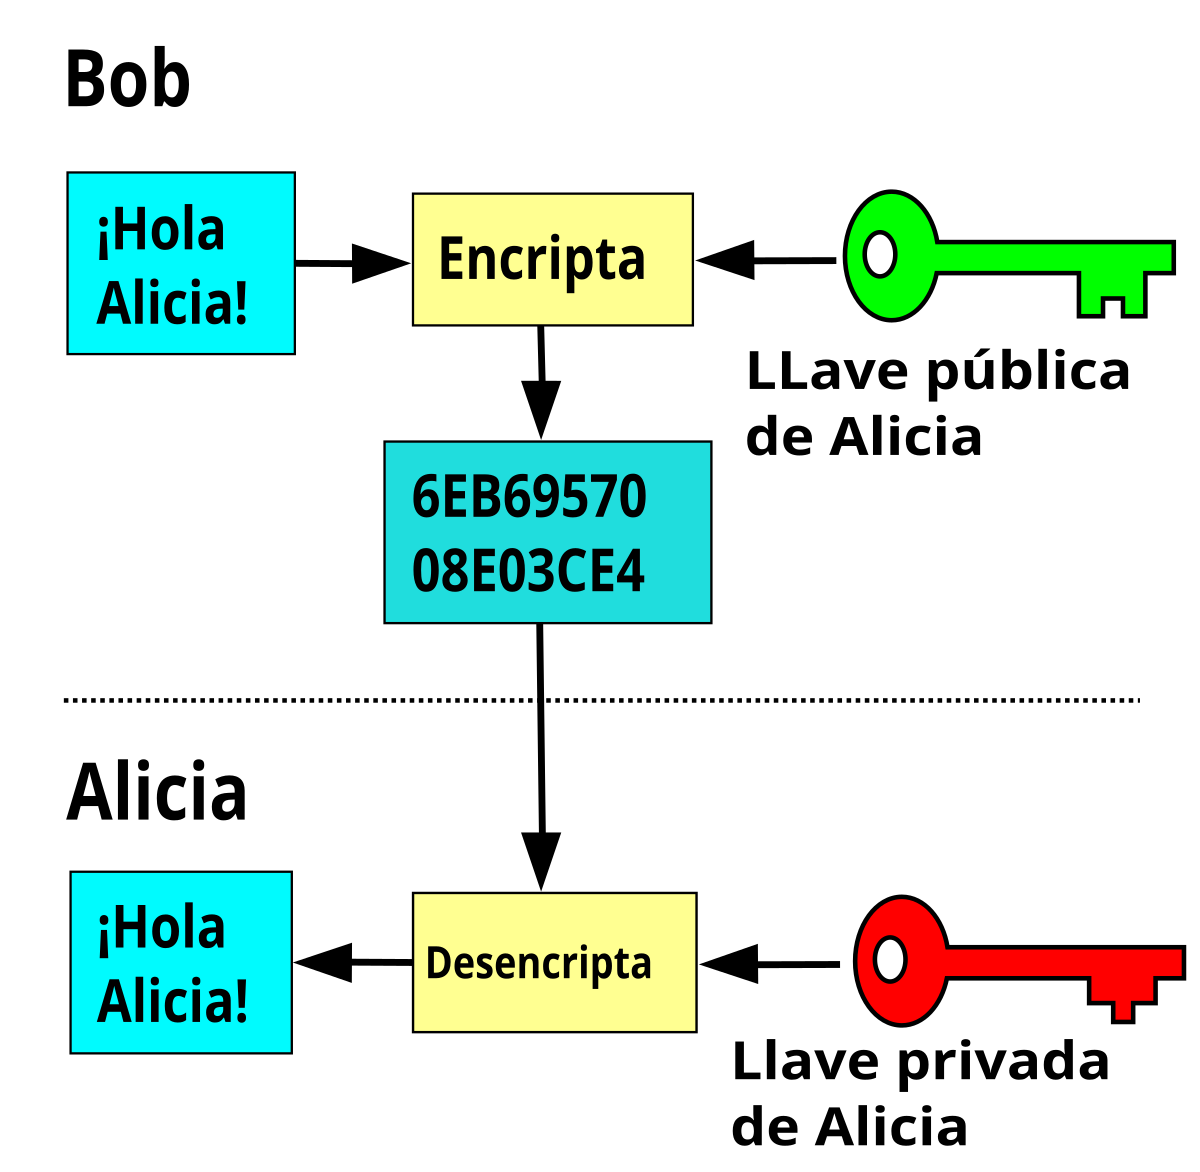 Bob
¡Hola
Alicia!
Encripta
LLave pública
de Alicia
6EB69570
08E03CE4
Alicia
¡Hola
Alicia!
Desencripta
Llave privada
de Alicia